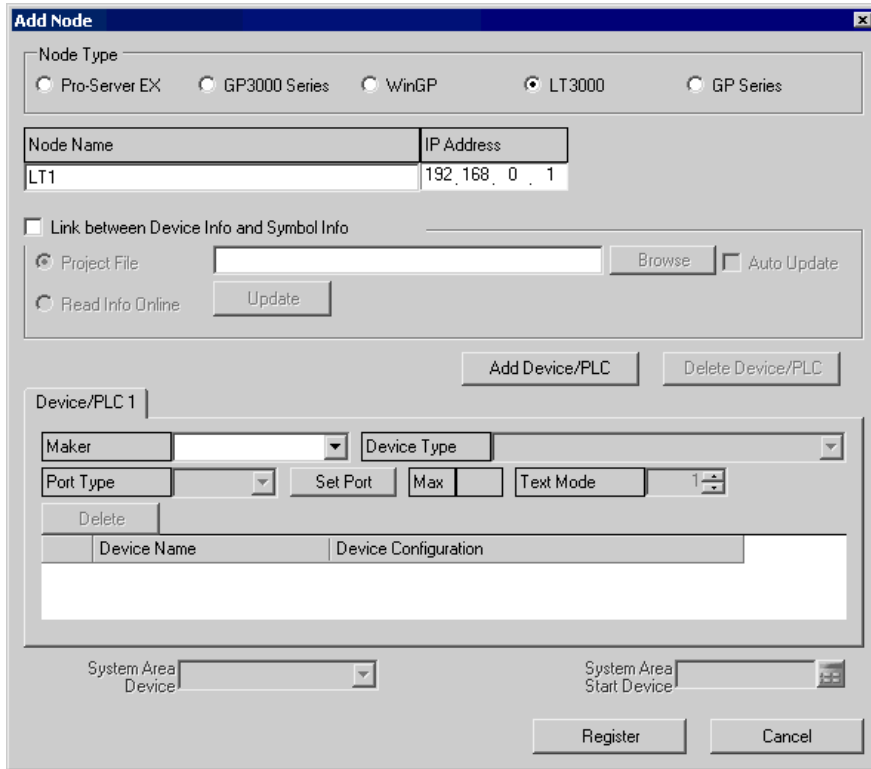 Add Node
Node Type
Pro-Server EX GP3000 Series WinGP LT3000 GP Series
Node Name IP Address
LT1 192.168.0.1
Link between Device Info and Symbol Info
Project File Browse Auto Update
Read Info Online Update
Add Device/PLC Delete Device/PLC
Device/PLC 1
Maker Device Type
Port Type Set Port Max Text Mode 1
Delete
Device Name Device Configuration
System Area Device System Area Start Device
Register Cancel